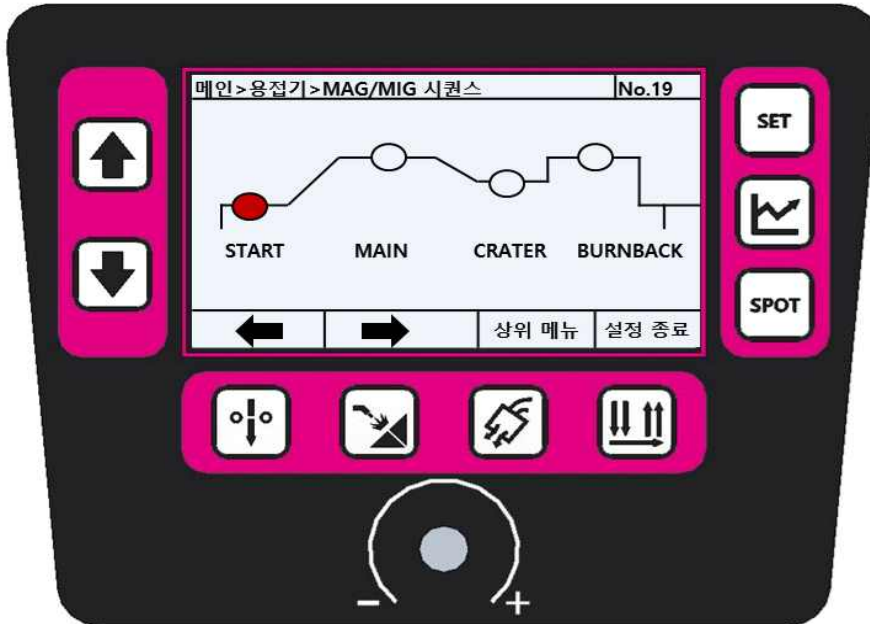 메인>용접기>MAG/MIG 시퀀스 No.19
SET
START MAIN CRATER BURNBACK
SPOT
상위 메뉴 설정 종료
- +